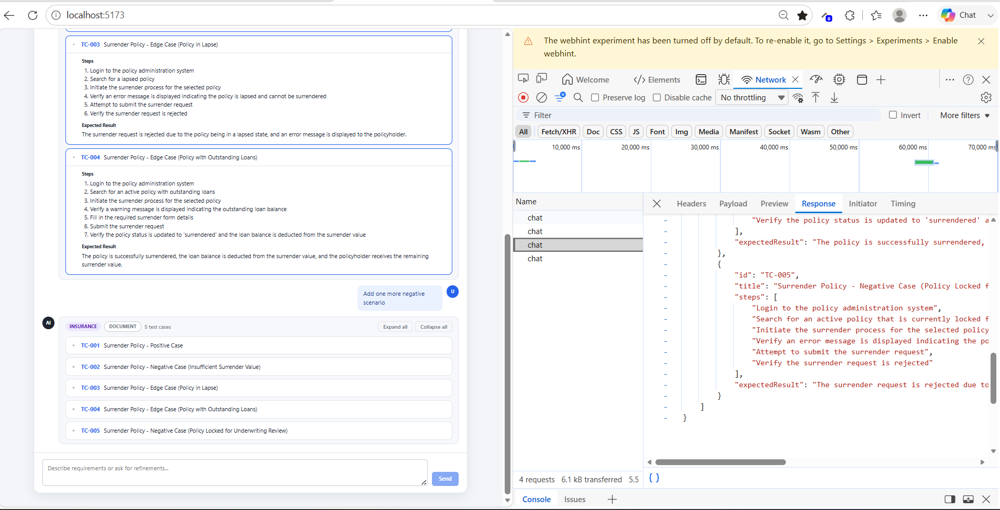 localhost:5173
0
Chat
TC-003 Surrender Policy - Edge Case (Policy in Lapse)
Steps
1. Login to the policy administration system
2. Search for a lapsed policy
3. Initiate the surrender process for the selected policy
4. Verify an error message is displayed indicating the policy is lapsed and cannot be surrendered
5. Attempt to submit the surrender request
6. Verify the surrender request is rejected
Expected Result
The surrender request is rejected due to the policy being in a lapsed state, and an error message is displayed to the policyholder.
TC-004 Surrender Policy - Edge Case (Policy with Outstanding Loans)
Steps
1. Login to the policy administration system
2. Search for an active policy with outstanding loans
3. Initiate the surrender process for the selected policy
4. Verify a warning message is displayed indicating the outstanding loan balance
5. Fill in the required surrender form details
6. Submit the surrender request
7. Verify the policy status is updated to 'surrendered' and the loan balance is deducted from the surrender value
Expected Result
The policy is successfully surrendered, the loan balance is deducted from the surrender value, and the policyholder receives the remaining
surrender value.
Add one more negative
scenario
U
AI
INSURANCE DOCUMENT 5 test cases Expand all Collapse all
TC-001 Surrender Policy - Positive Case
TC-002 Surrender Policy - Negative Case (Insufficient Surrender Value)
TC-003 Surrender Policy - Edge Case (Policy in Lapse)
TC-004 Surrender Policy - Edge Case (Policy with Outstanding Loans)
TC-005 Surrender Policy - Negative Case (Policy Locked for Underwriting Review)
Describe requirements or ask for refinements...
Send
The webhint experiment has been turned off by default. To re-enable it, go to Settings > Experiments > Enable
webhint.
Welcome </> Elements Network
Preserve log Disable cache No throttling
Filter Invert More filters
All Fetch/XHR Doc CSS JS Font Img Media Manifest Socket Wasm Other
10,000 ms 20,000 ms 30,000 ms 40,000 ms 50,000 ms 60,000 ms 70,000 ms
Name
chat
chat
chat
chat
Headers Payload Preview Response Initiator Timing
- "Verify the policy status is updated to 'surrendered' a
- ],
- "expectedResult": "The policy is successfully surrendered,
- },
- {
- "id": "TC-005",
- "title": "Surrender Policy - Negative Case (Policy Locked f
- "steps": [
- "Login to the policy administration system",
- "Search for an active policy that is currently locked f
- "Initiate the surrender process for the selected policy
- "Verify an error message is displayed indicating the po
- "Attempt to submit the surrender request",
- "Verify the surrender request is rejected"
- ],
- "expectedResult": "The surrender request is rejected due to
- }
- ]
- }
4 requests 6.1 kB transferred 5.5
{ }
Console Issues